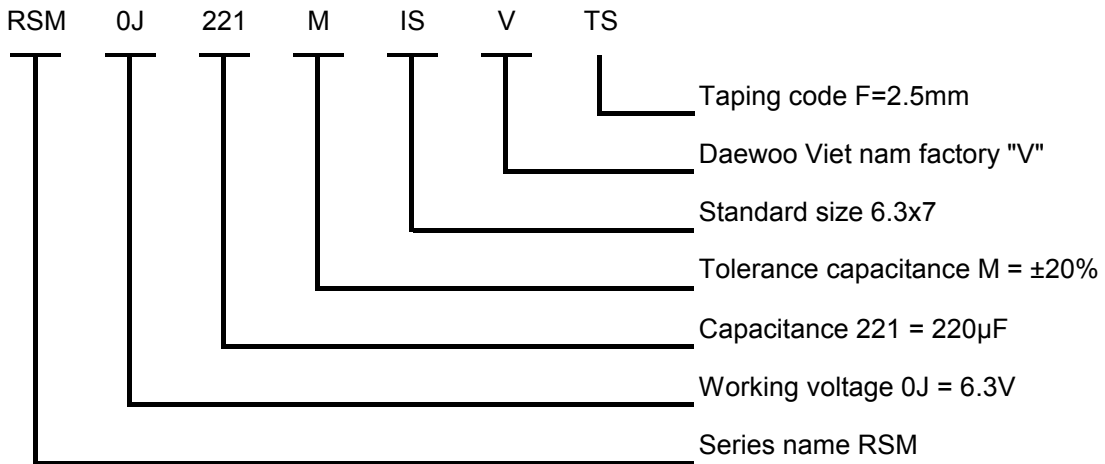 RSM 0J 221 M IS V TS
Taping code F=2.5mm
Daewoo Viet nam factory "V"
Standard size 6.3x7
Tolerance capacitance M = ±20%
Capacitance 221 = 220µF
Working voltage 0J = 6.3V
Series name RSM